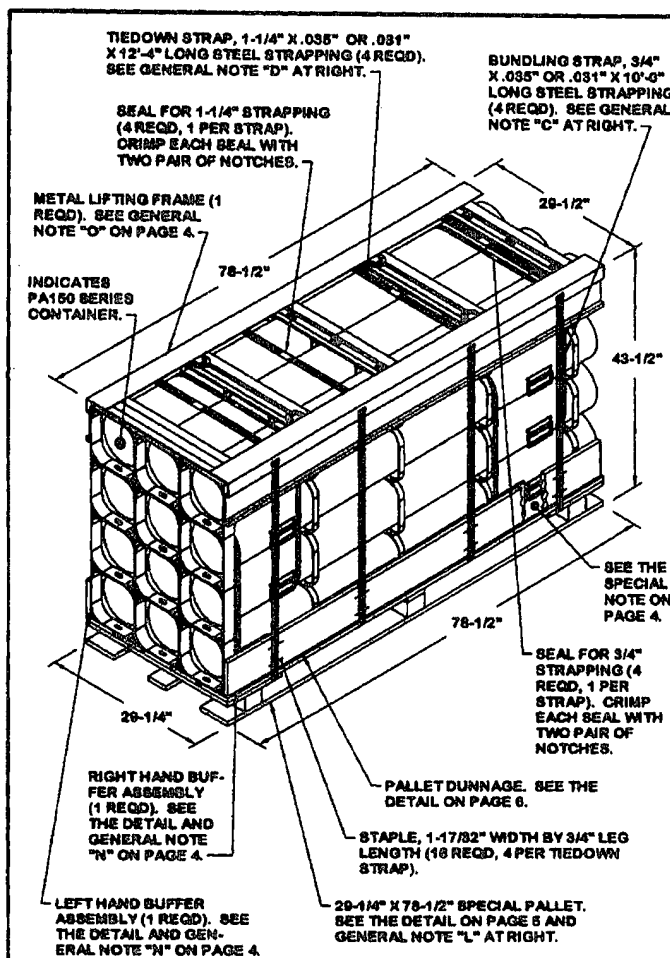 TIEDOWN STRAP, 1-1/4" X .035" OR .031"
X 12'-4" LONG STEEL STRAPPING (4 REQD).
SEE GENERAL NOTE "D" AT RIGHT.
BUNDLING STRAP, 3/4"
X .035" OR .031" X 10'-0"
LONG STEEL STRAPPING
(4 REQD). SEE GENERAL
NOTE "C" AT RIGHT.
SEAL FOR 1-1/4" STRAPPING
(4 REQD, 1 PER STRAP).
CRIMP EACH SEAL WITH
TWO PAIR OF NOTCHES.
METAL LIFTING FRAME (1
REQD). SEE GENERAL
NOTE "O" ON PAGE 4.
INDICATES
PA150 SERIES
CONTAINER.
78-1/2"
29-1/2"
43-1/2"
SEE THE
SPECIAL
NOTE ON
PAGE 4.
78-1/2"
SEAL FOR 3/4"
STRAPPING (4
REQD, 1 PER
STRAP). CRIMP
EACH SEAL WITH
TWO PAIR OF
NOTCHES.
29-1/4"
RIGHT HAND BUF-
FER ASSEMBLY
(1 REQD). SEE
THE DETAIL AND
GENERAL NOTE
"N" ON PAGE 4.
PALLET DUNNAGE. SEE THE
DETAIL ON PAGE 6.
STAPLE, 1-17/32" WIDTH BY 3/4" LEG
LENGTH (16 REQD, 4 PER TIEDOWN
STRAP).
LEFT HAND BUFFER
ASSEMBLY (1 REQD). SEE
THE DETAIL AND GEN-
ERAL NOTE "N" ON PAGE 4.
29-1/4" X 78-1/2" SPECIAL PALLET.
SEE THE DETAIL ON PAGE 5 AND
GENERAL NOTE "L" AT RIGHT.